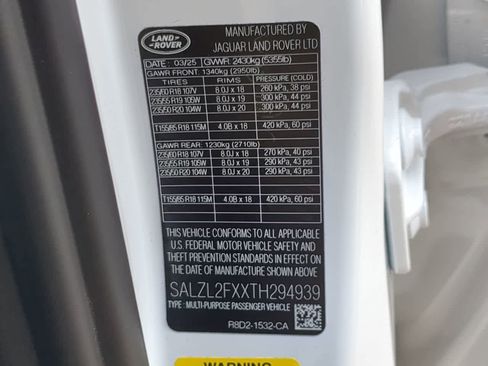 LAND
ROVER
MANUFACTURED BY
JAGUAR LAND ROVER LTD
DATE : 03/25 GVWR: 2430kg (5355lb)
GAWR FRONT: 1340kg (2950lb)
TIRES RIMS PRESSURE (COLD)
235/60 R18 107V 8.0J x 18 260 kPa, 38 psi
235/55 R19 105W 8.0J x 19 300 kPa, 44 psi
235/50 R20 104W 8.0J x 20 300 kPa, 44 psi
T155/85 R18 115M 4.0B x 18 420 kPa, 60 psi
GAWR REAR: 1230kg (2710lb)
235/60 R18 107V 8.0J x 18 270 kPa, 40 psi
235/55 R19 105W 8.0J x 19 290 kPa, 43 psi
235/50 R20 104W 8.0J x 20 290 kPa, 43 psi
T155/85 R18 115M 4.0B x 18 420 kPa, 60 psi
THIS VEHICLE CONFORMS TO ALL APPLICABLE
U.S. FEDERAL MOTOR VEHICLE SAFETY AND
THEFT PREVENTION STANDARDS IN EFFECT ON THE
DATE OF MANUFACTURE SHOWN ABOVE.
SALZL2FXXTH294939
TYPE : MULTI-PURPOSE PASSENGER VEHICLE
R8D2-1532-CA
WARNING